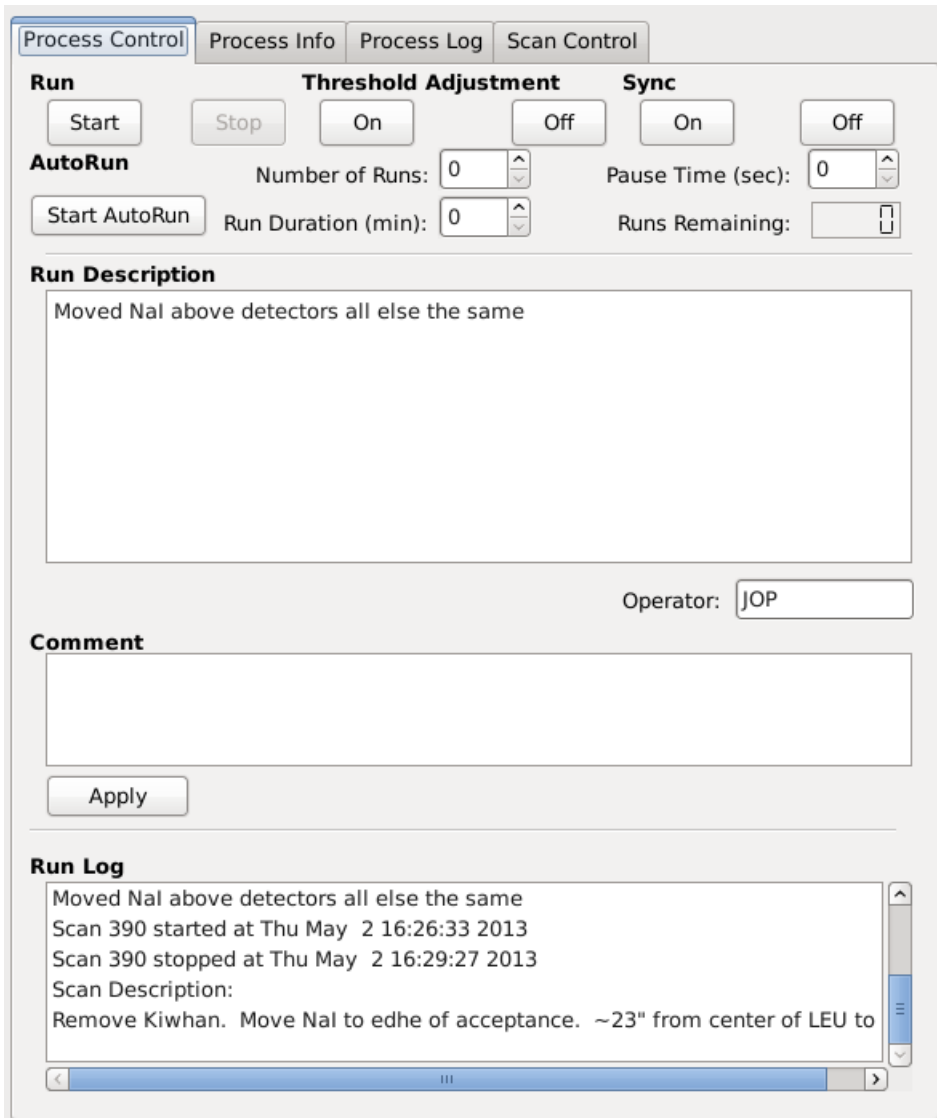 Process Control Process Info Process Log Scan Control
Run Threshold Adjustment Sync
Start Stop On Off On Off
AutoRun Number of Runs: 0 Pause Time (sec): 0
Start AutoRun Run Duration (min): 0 Runs Remaining: 0
Run Description
Moved NaI above detectors all else the same
Operator: JOP
Comment
Apply
Run Log
Moved NaI above detectors all else the same
Scan 390 started at Thu May  2 16:26:33 2013
Scan 390 stopped at Thu May  2 16:29:27 2013
Scan Description:
Remove Kiwhan.  Move NaI to edhe of acceptance.  ~23" from center of LEU to